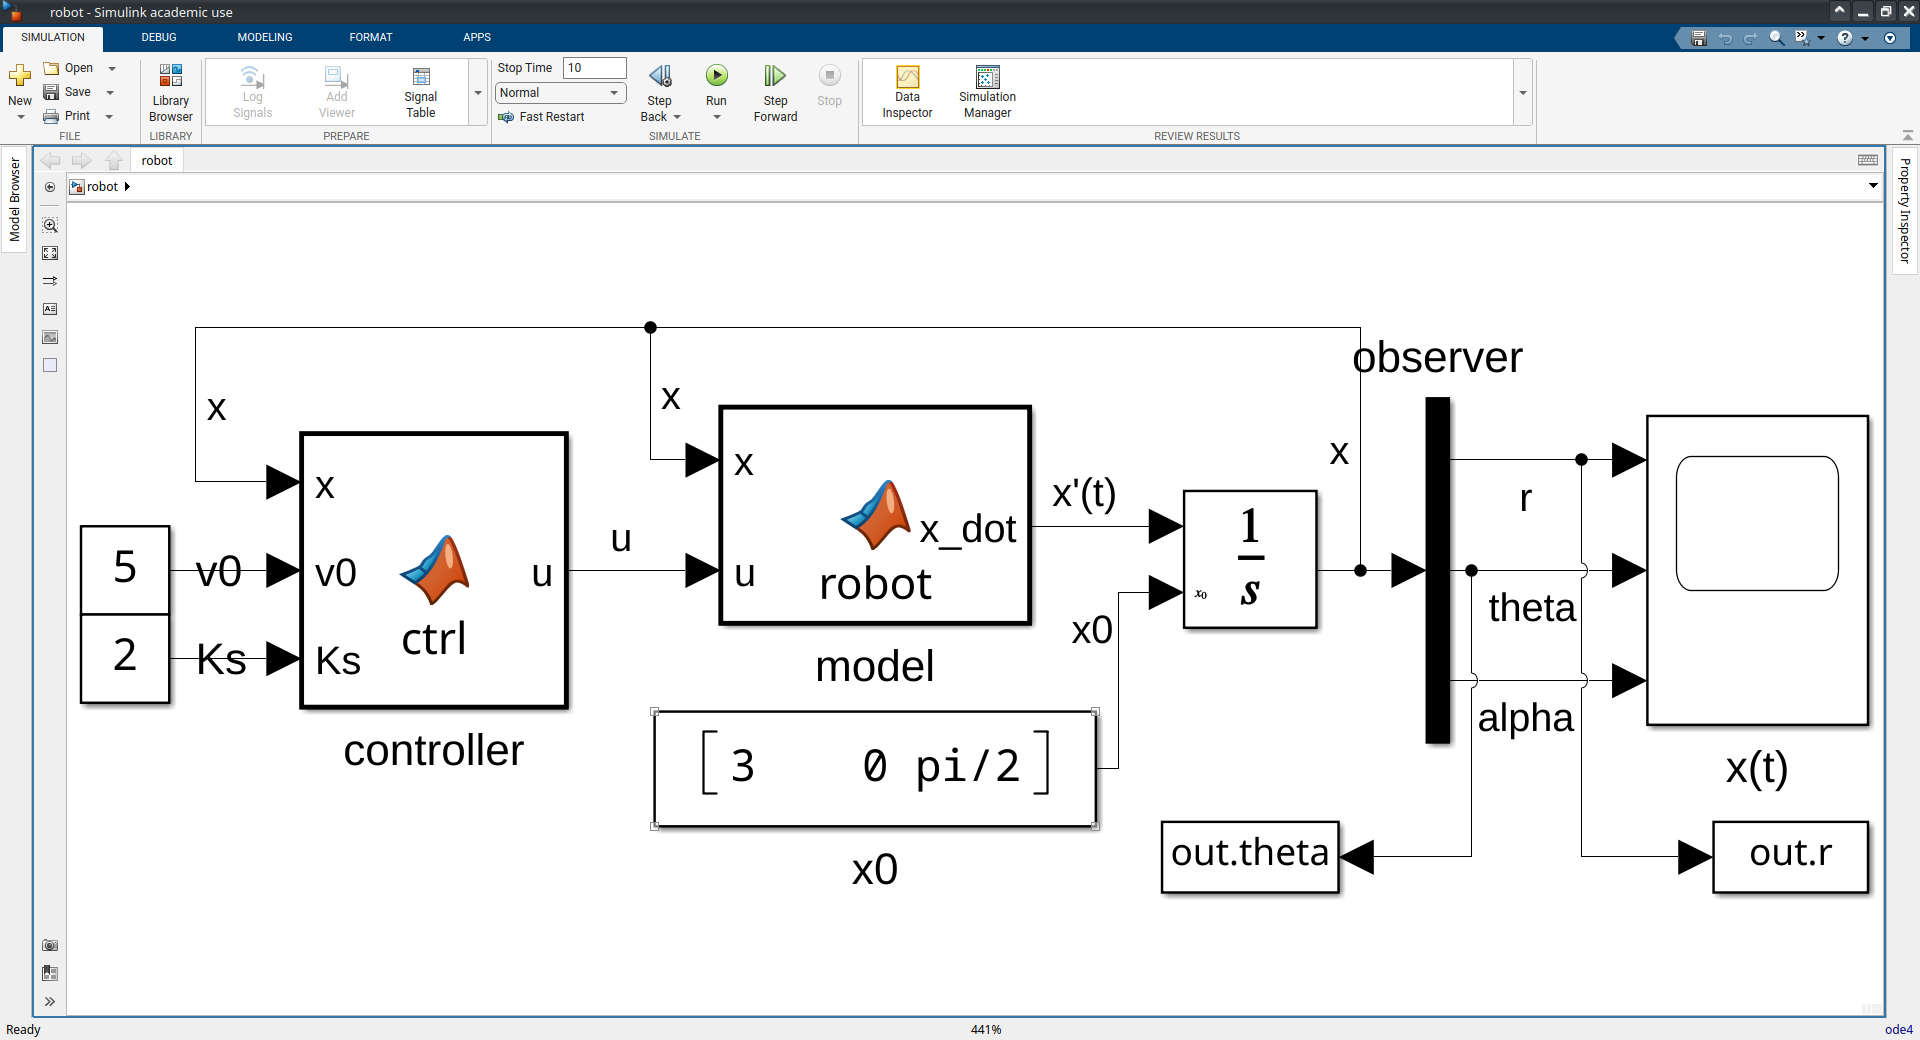 robot - Simulink academic use
SIMULATION DEBUG MODELING FORMAT APPS
New
Open
Save
Print
FILE
Library
Browser
LIBRARY
Log
Signals
Add
Viewer
Signal
Table
PREPARE
Stop Time 10
Normal
Fast Restart
Step
Back
Run
Step
Forward
Stop
SIMULATE
Data
Inspector
Simulation
Manager
REVIEW RESULTS
Model Browser
robot
robot
Property Inspector
observer
x
x
x
x
x
x'(t)
x_dot
robot
u
u
u
model
5
v0
v0
2
Ks
Ks
ctrl
controller
1
s
x0
x0
[3 0 pi/2]
x0
r
theta
alpha
x(t)
out.theta
out.r
Ready
441%
ode4